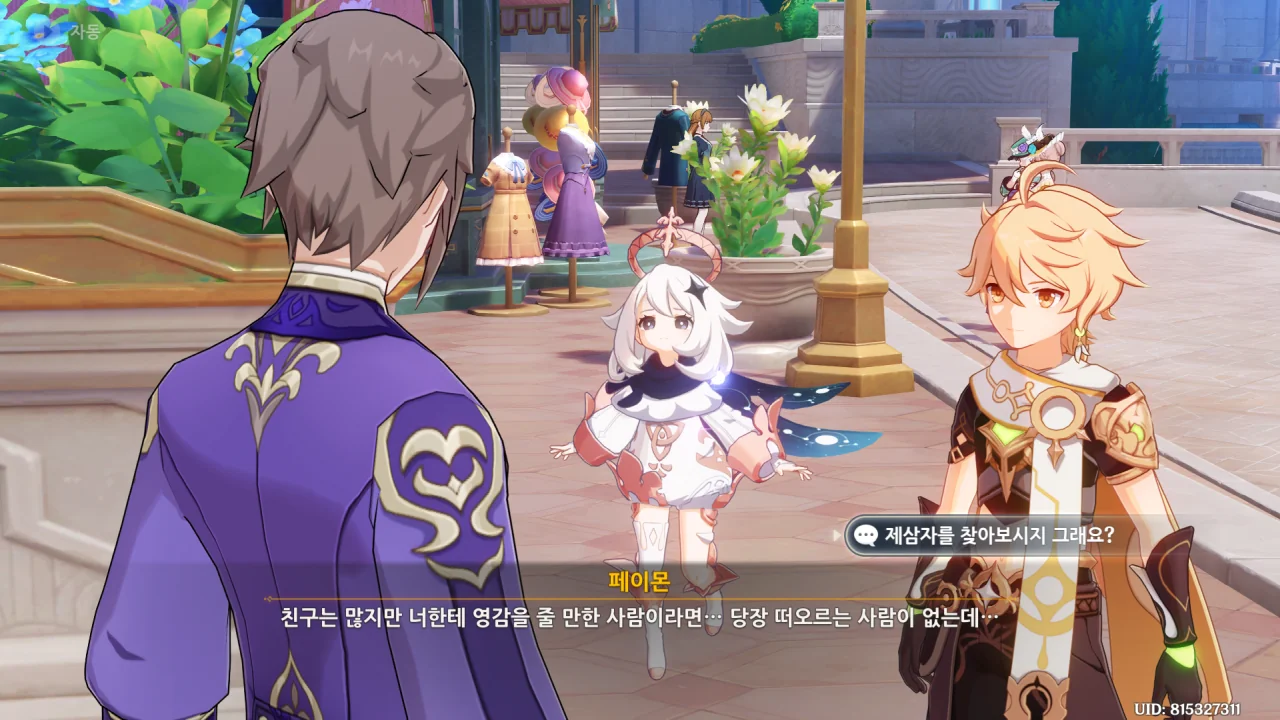 자동
제삼자를 찾아보시지 그래요?
페이몬
친구는 많지만 너한테 영감을 줄 만한 사람이라면… 당장 떠오르는 사람이 없는데…
UID: 815327311